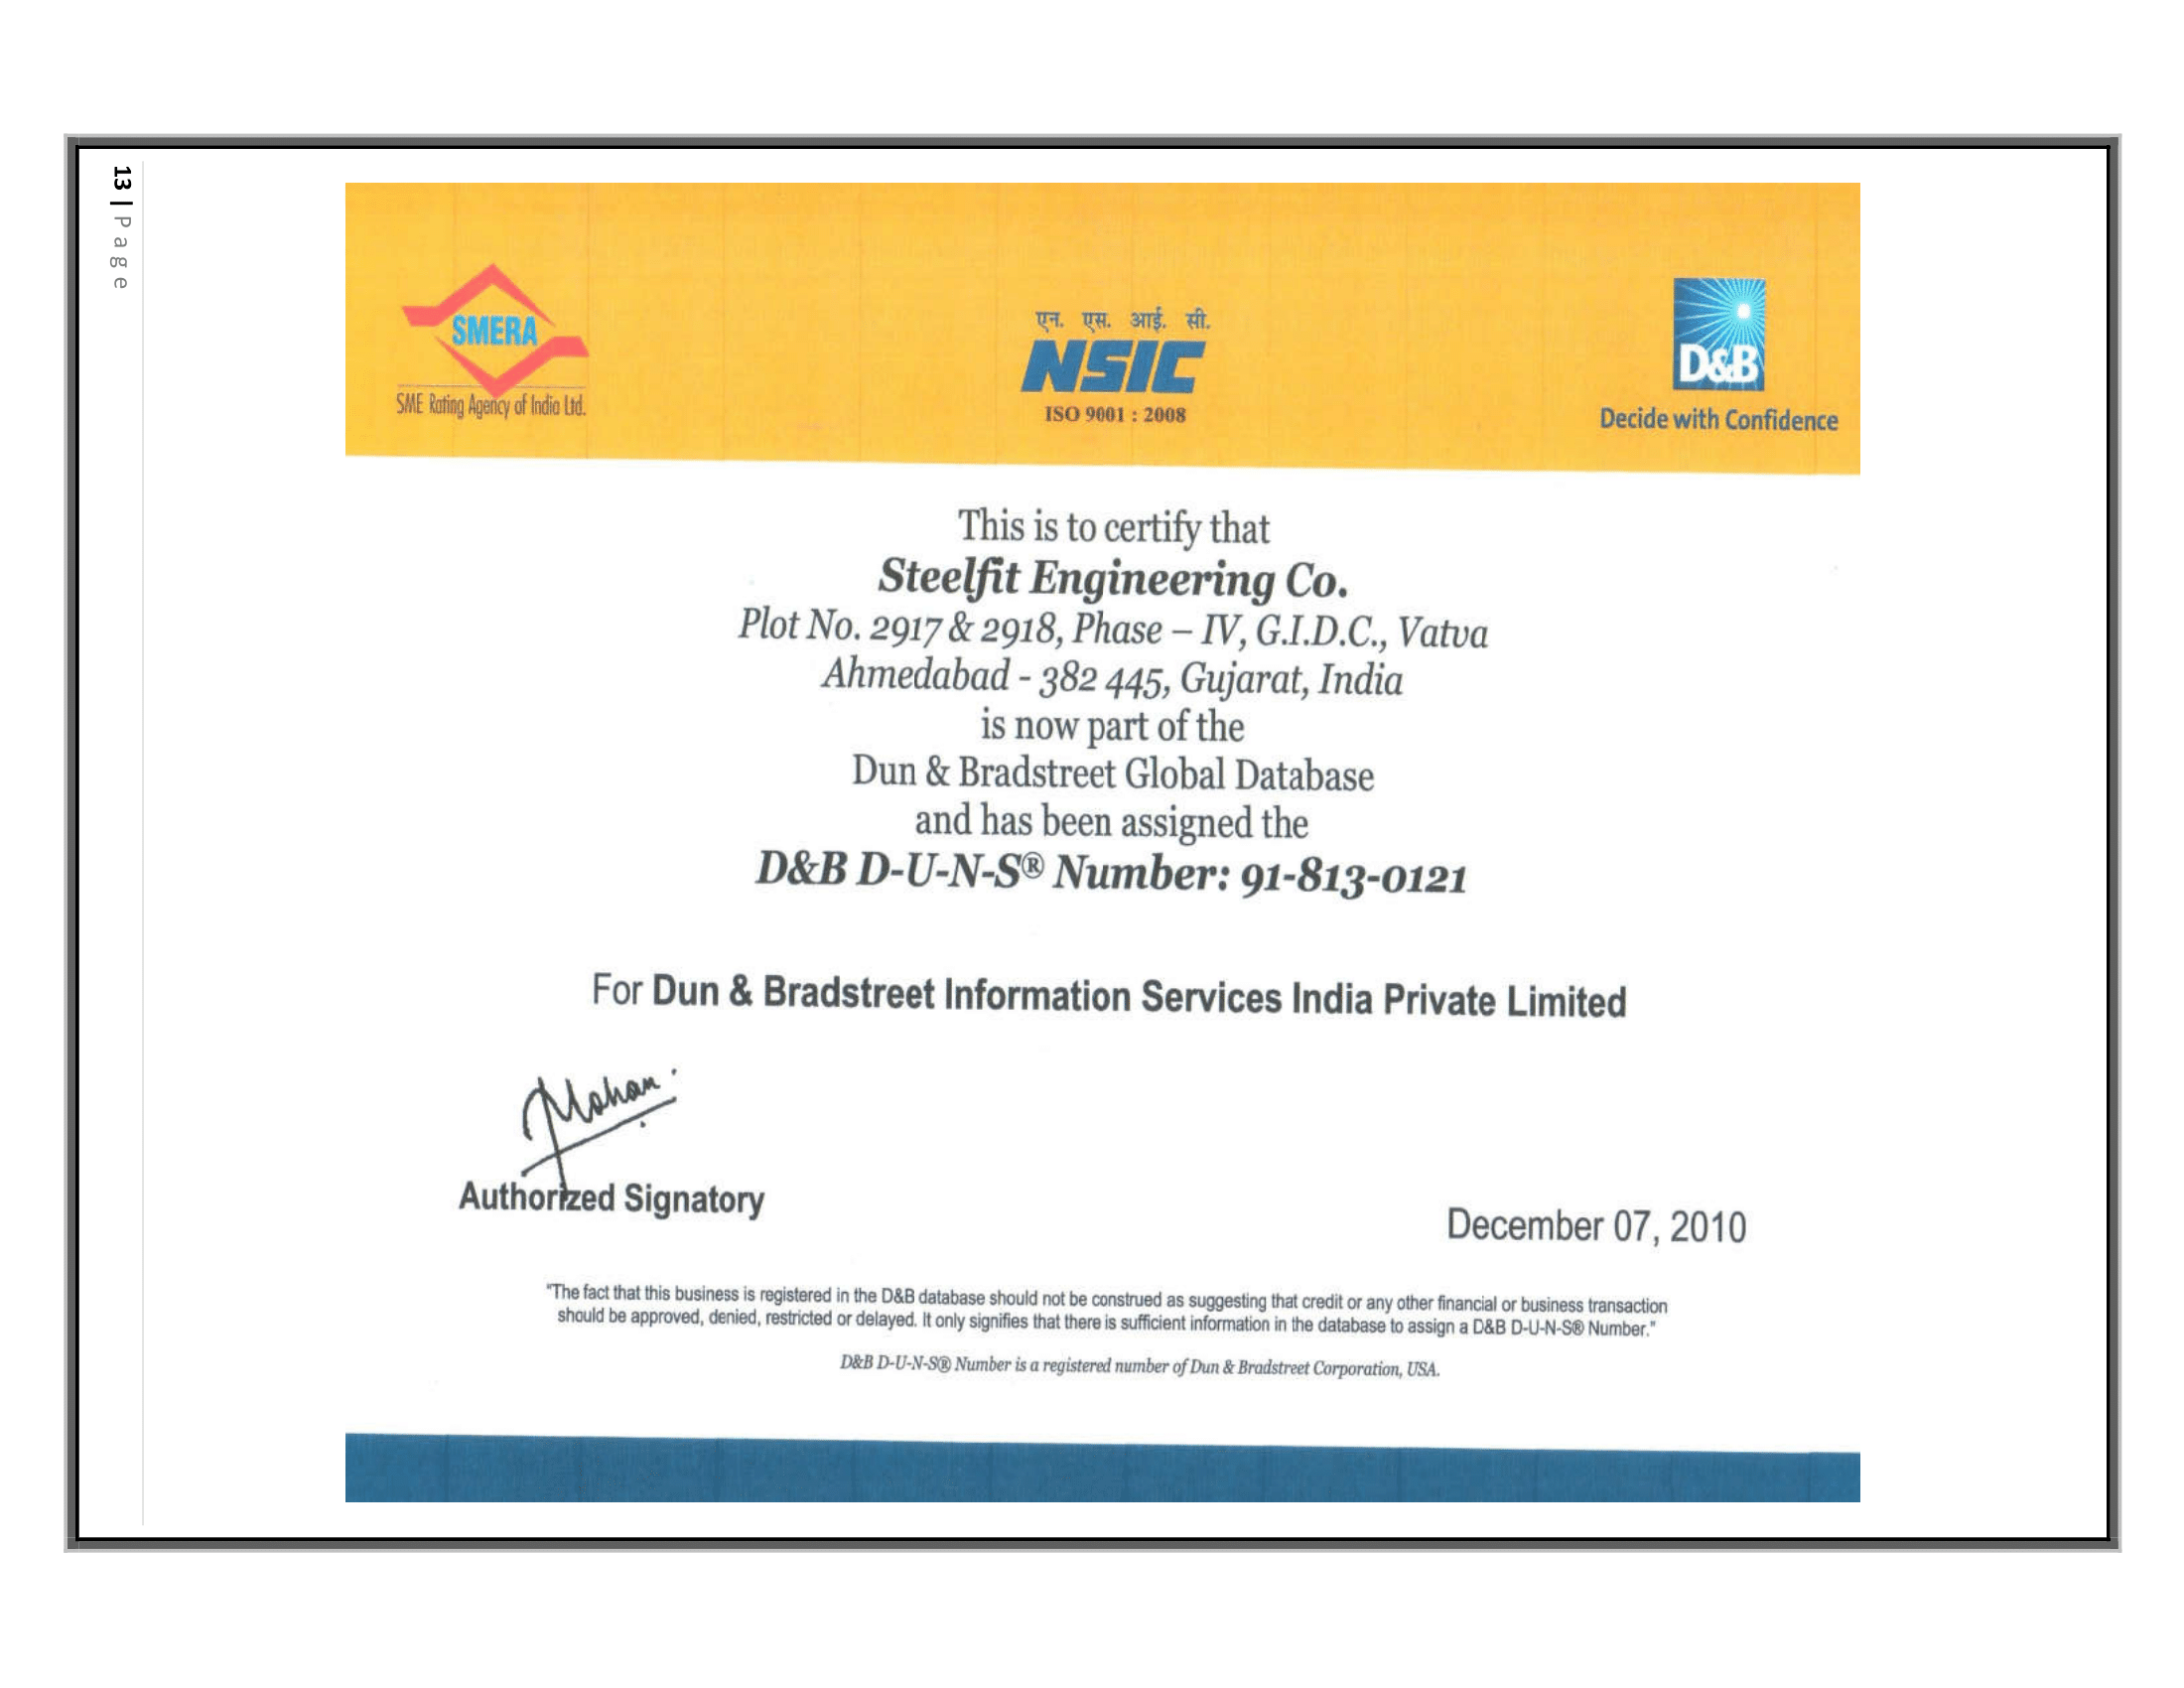 13 | Page
SMERA
SME Rating Agency of India Ltd.
एन. एस. आई. सी.
NSIC
ISO 9001 : 2008
D&B
Decide with Confidence
This is to certify that
Steelfit Engineering Co.
Plot No. 2917 & 2918, Phase – IV, G.I.D.C., Vatva
Ahmedabad - 382 445, Gujarat, India
is now part of the
Dun & Bradstreet Global Database
and has been assigned the
D&B D-U-N-S® Number: 91-813-0121
For Dun & Bradstreet Information Services India Private Limited
Mohan
Authorized Signatory
December 07, 2010
"The fact that this business is registered in the D&B database should not be construed as suggesting that credit or any other financial or business transaction
should be approved, denied, restricted or delayed. It only signifies that there is sufficient information in the database to assign a D&B D-U-N-S® Number."
D&B D-U-N-S® Number is a registered number of Dun & Bradstreet Corporation, USA.